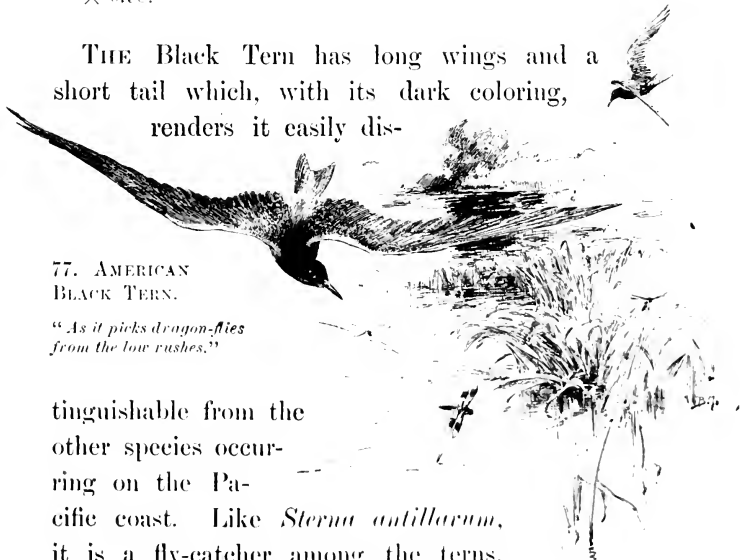 THE Black Tern has long wings and a
short tail which, with its dark coloring,
renders it easily dis-
77. AMERICAN
BLACK TERN.
“As it picks dragon-flies
from the low rushes.”
tinguishable from the
other species occur-
ring on the Pa-
cific coast. Like Sterna antillarum,
it is a fly-catcher among the terns.